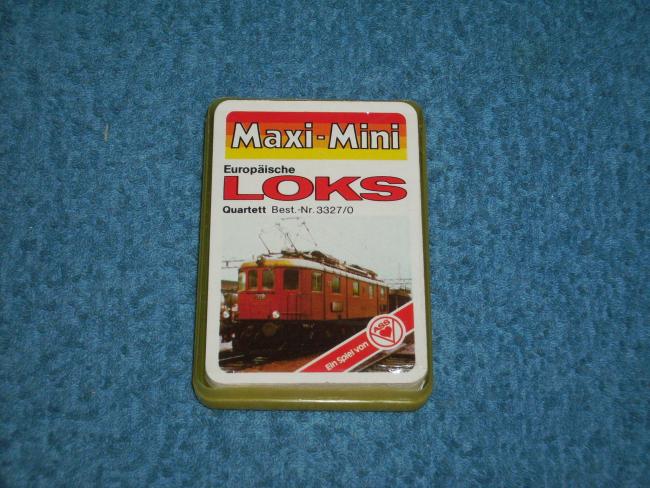 Maxi-Mini
Europäische
LOKS
Quartett Best.-Nr. 3327/0
Ein Spiel von
ASS